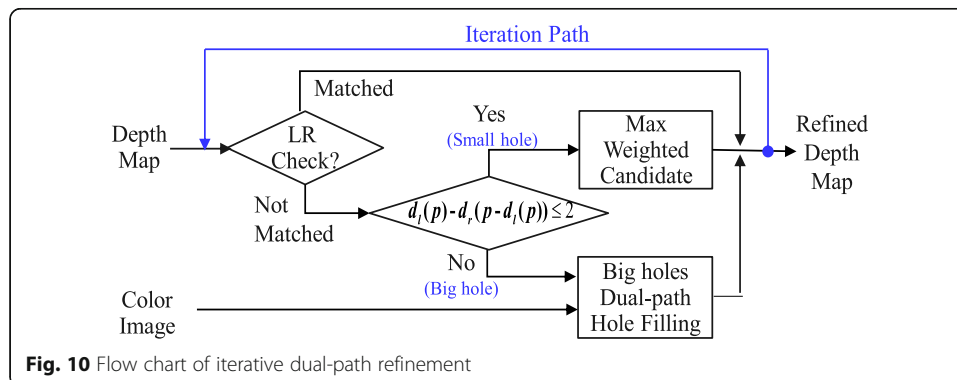 Iteration Path
Matched
Depth
Map
LR
Check?
Yes
(Small hole)
Max
Weighted
Candidate
Refined
Depth
Map
Not
Matched
d_l(p)-d_r(p-d_l(p))≤2
No
(Big hole)
Big holes
Dual-path
Hole Filling
Color
Image
Fig. 10 Flow chart of iterative dual-path refinement